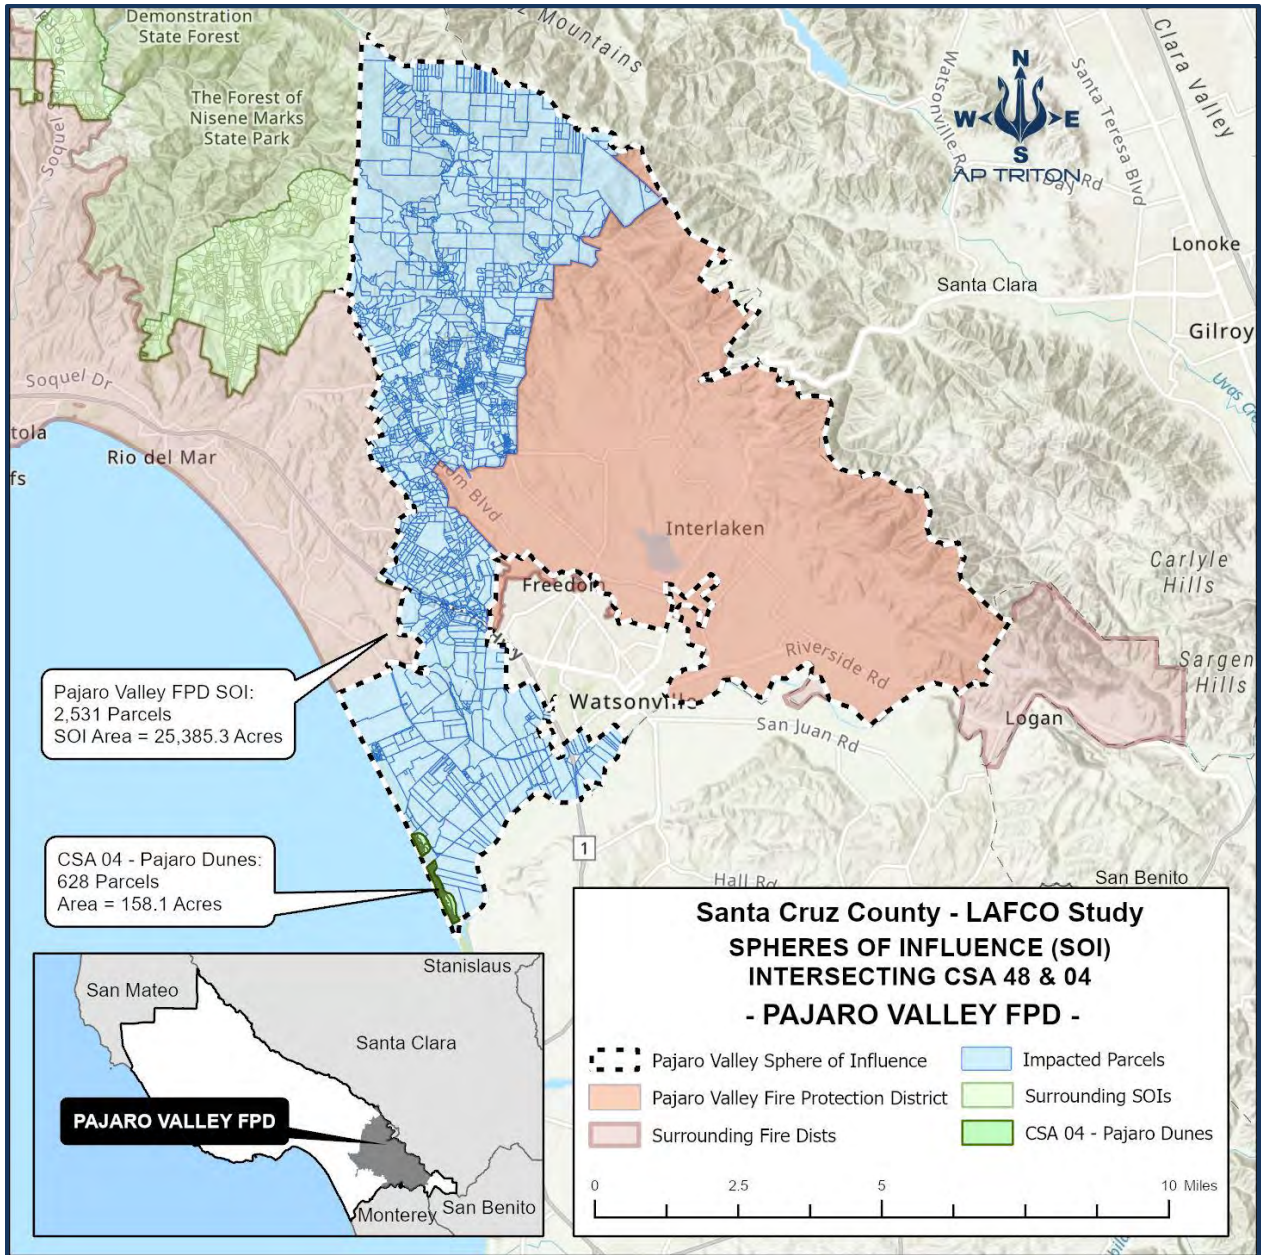 Demonstration
State Forest
Mountains
Clara Valley
The Forest of
Nisene Marks
State Park
Soquel San Jose
Watsonville Rd
Santa Teresa Blvd
N
W
E
S
AP TRITON
Bay Rd
Lonoke
Santa Clara
Gilroy
Uvas Cre
Soquel Dr
tola
Rio del Mar
fs
om Blvd
Interlaken
Carlyle
Hills
Freedom
Hwy
Riverside Rd
Sargen
Hills
Pajaro Valley FPD SOI:
2,531 Parcels
SOI Area = 25,385.3 Acres
Watsonville
San Juan Rd
Logan
1
CSA 04 - Pajaro Dunes:
628 Parcels
Area = 158.1 Acres
Hall Rd
San Benito
Santa Cruz County - LAFCO Study
SPHERES OF INFLUENCE (SOI)
INTERSECTING CSA 48 & 04
- PAJARO VALLEY FPD -
Pajaro Valley Sphere of Influence
Impacted Parcels
Pajaro Valley Fire Protection District
Surrounding SOIs
Surrounding Fire Dists
CSA 04 - Pajaro Dunes
0
2.5
5
10 Miles
Stanislaus
San Mateo
Santa Clara
PAJARO VALLEY FPD
San Benito
Monterey